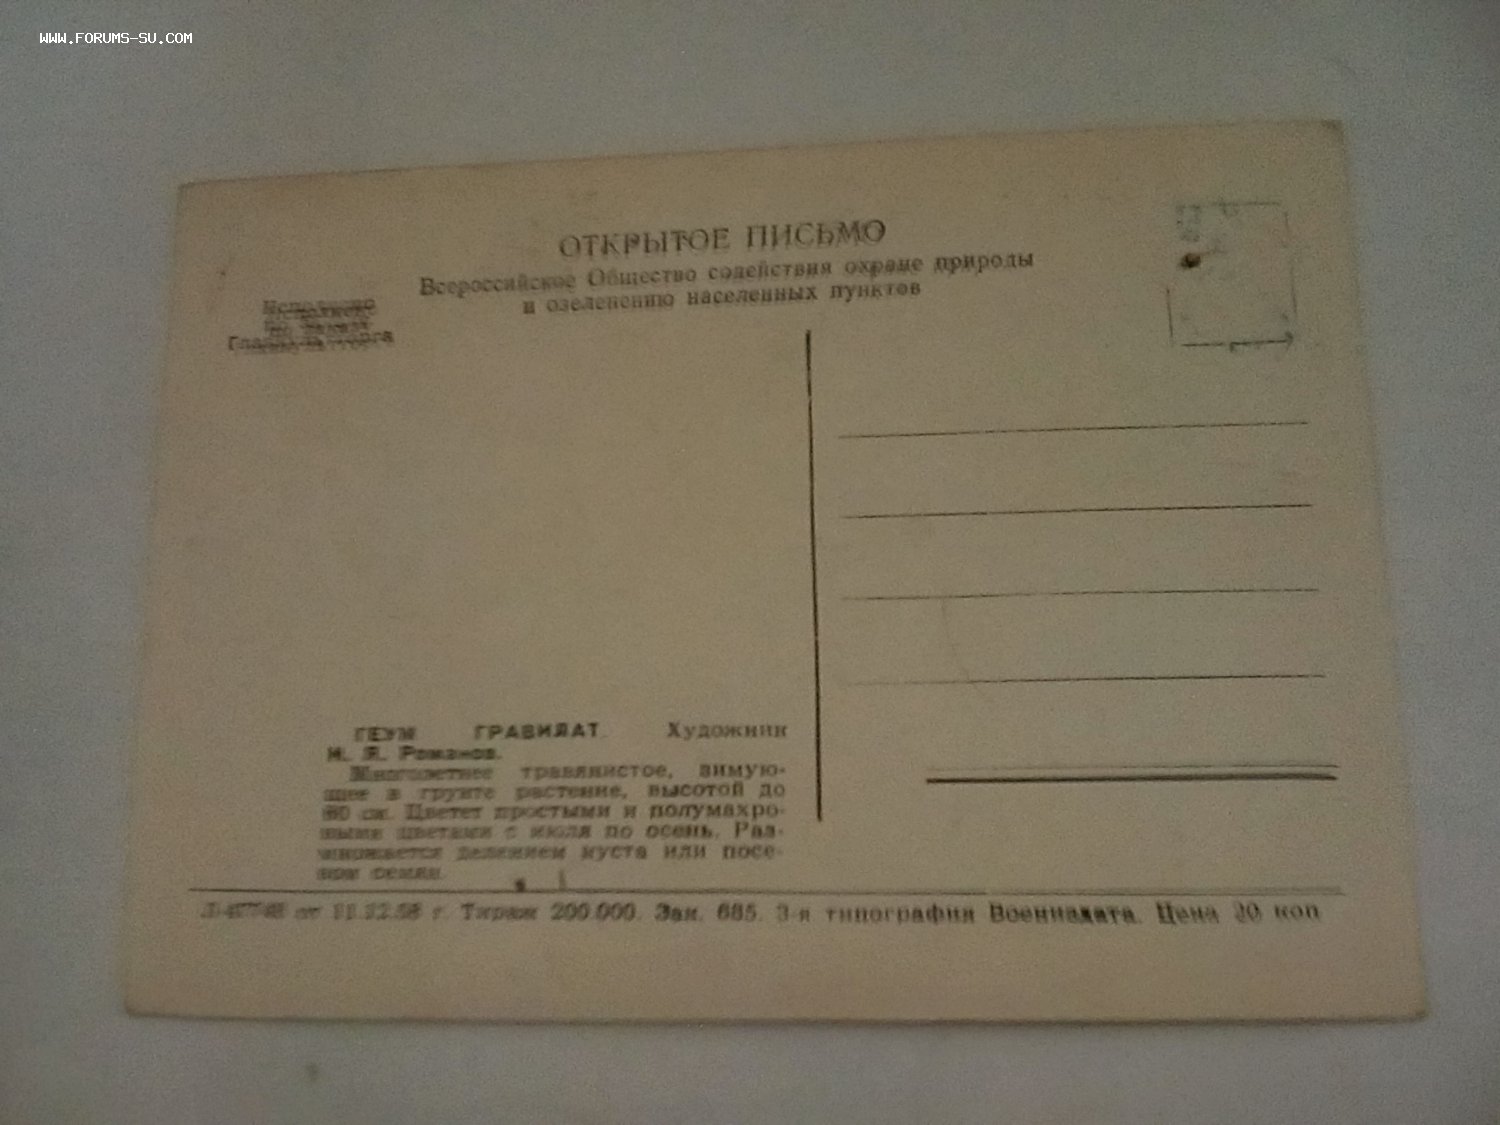 WWW.FORUMS-SU.COM
ОТКРЫТОЕ ПИСЬМО
Всероссийское Общество содействия охране природы
и озеленению населенных пунктов
Исполнено
ГЕУМ ГРАВИЛАТ. Художник
И. Я. Романов.
Многолетнее травянистое, зимую-
щее в грунте растение, высотой до
60 см. Цветет простыми и полумахро-
выми цветами с июля по осень. Раз-
множается делением куста или посе-
вом семян.
от 11.12.58 г. Тираж 200.000. Зак. 685. 3-я типография Воениздата. Цена 20 коп